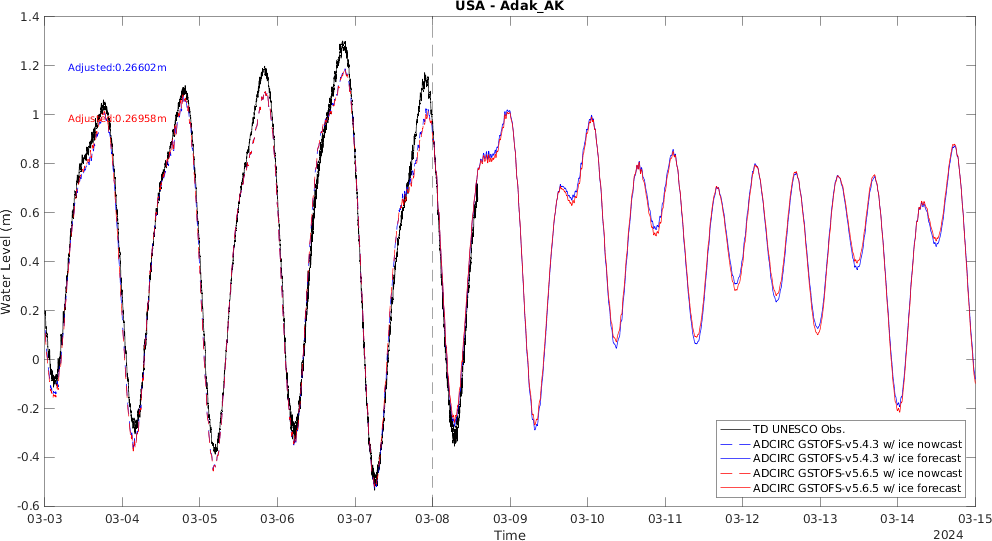 USA - Adak_AK
1.4
1.2
1
0.8
0.6
0.4
0.2
0
-0.2
-0.4
-0.6
Water Level (m)
Adjusted:0.26602m
Adjusted:0.26958m
TD UNESCO Obs.
ADCIRC GSTOFS-v5.4.3 w/ ice nowcast
ADCIRC GSTOFS-v5.4.3 w/ ice forecast
ADCIRC GSTOFS-v5.6.5 w/ ice nowcast
ADCIRC GSTOFS-v5.6.5 w/ ice forecast
03-03 03-04 03-05 03-06 03-07 03-08 03-09 03-10 03-11 03-12 03-13 03-14 03-15
Time
2024